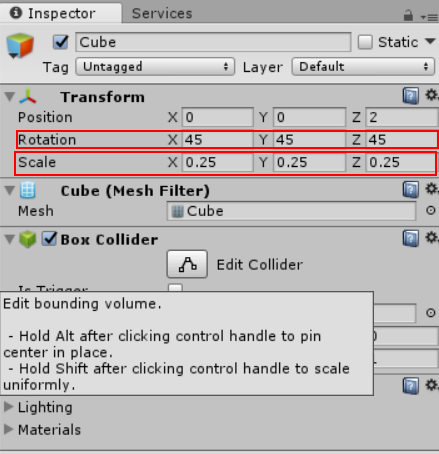 Inspector Services
Cube Static
Tag Untagged Layer Default
Transform
Position X 0 Y 0 Z 2
Rotation X 45 Y 45 Z 45
Scale X 0.25 Y 0.25 Z 0.25
Cube (Mesh Filter)
Mesh Cube
Box Collider
Edit Collider
Is Trigger
Edit bounding volume.
- Hold Alt after clicking control handle to pin
center in place.
- Hold Shift after clicking control handle to scale
uniformly.
Lighting
Materials